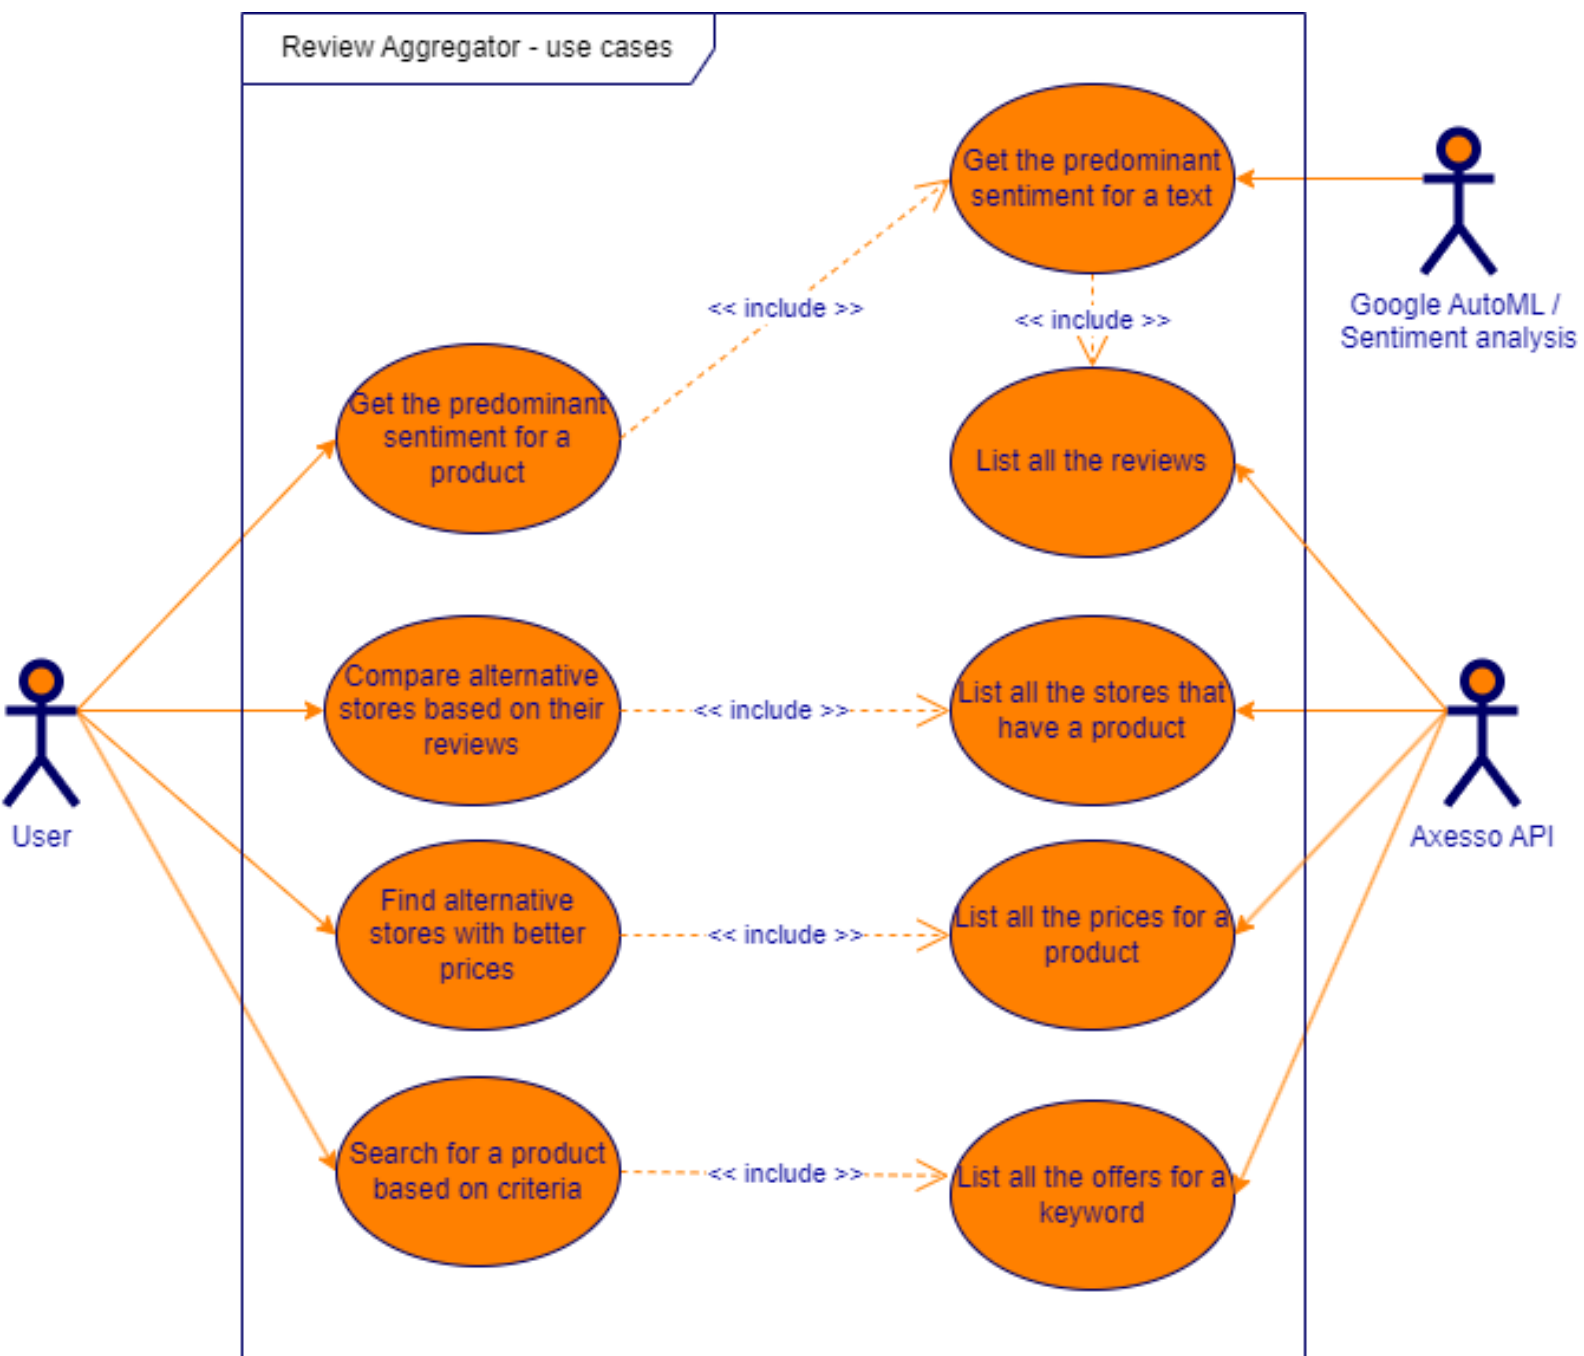 Review Aggregator - use cases
Get the predominant
sentiment for a text
Google AutoML /
Sentiment analysis
<< include >>
<< include >>
Get the predominant
sentiment for a
product
List all the reviews
User
Compare alternative
stores based on their
reviews
<< include >>
List all the stores that
have a product
Axesso API
Find alternative
stores with better
prices
<< include >>
List all the prices for a
product
Search for a product
based on criteria
<< include >>
List all the offers for a
keyword